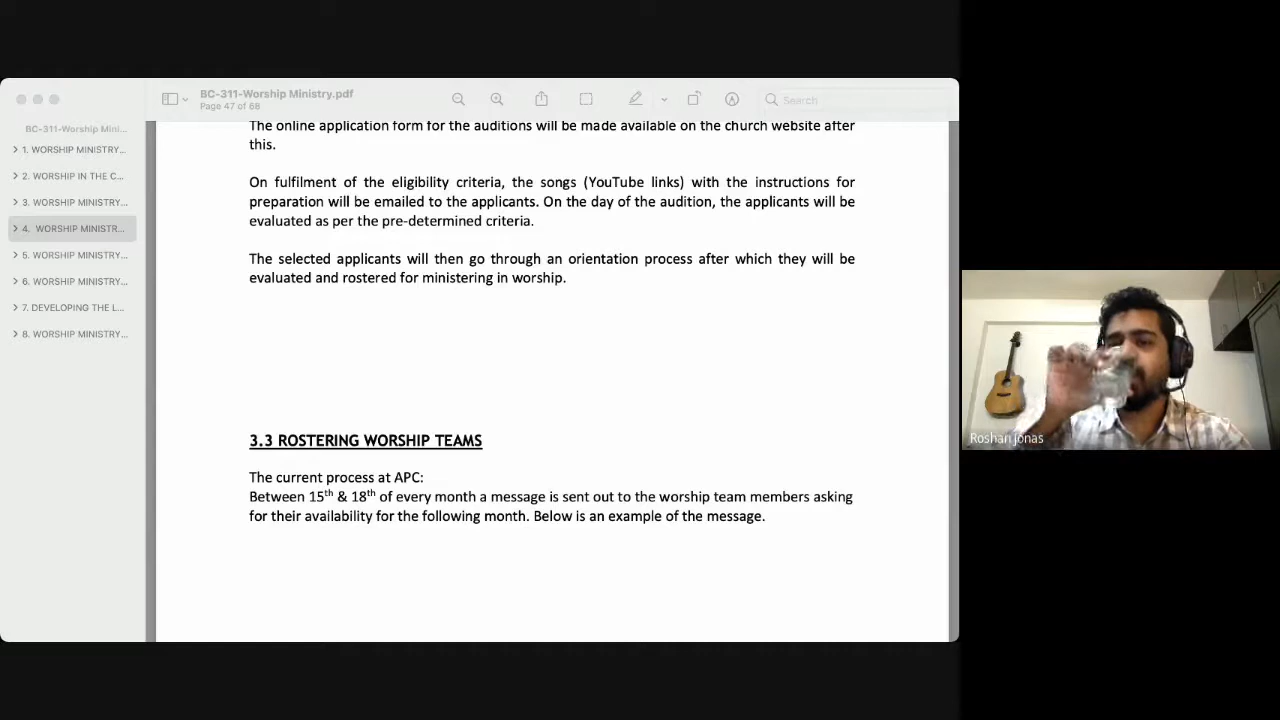 BC-311-Worship Ministry.pdf
Page 47 of 68
Search
BC-311-Worship Mini...
1. WORSHIP MINISTRY...
2. WORSHIP IN THE C...
3. WORSHIP MINISTRY...
4. WORSHIP MINISTR...
5. WORSHIP MINISTRY...
6. WORSHIP MINISTRY...
7. DEVELOPING THE L...
8. WORSHIP MINISTRY...
The online application form for the auditions will be made available on the church website after
this.
On fulfilment of the eligibility criteria, the songs (YouTube links) with the instructions for
preparation will be emailed to the applicants. On the day of the audition, the applicants will be
evaluated as per the pre-determined criteria.
The selected applicants will then go through an orientation process after which they will be
evaluated and rostered for ministering in worship.
3.3 ROSTERING WORSHIP TEAMS
The current process at APC:
Between 15th & 18th of every month a message is sent out to the worship team members asking
for their availability for the following month. Below is an example of the message.
Roshan jonas